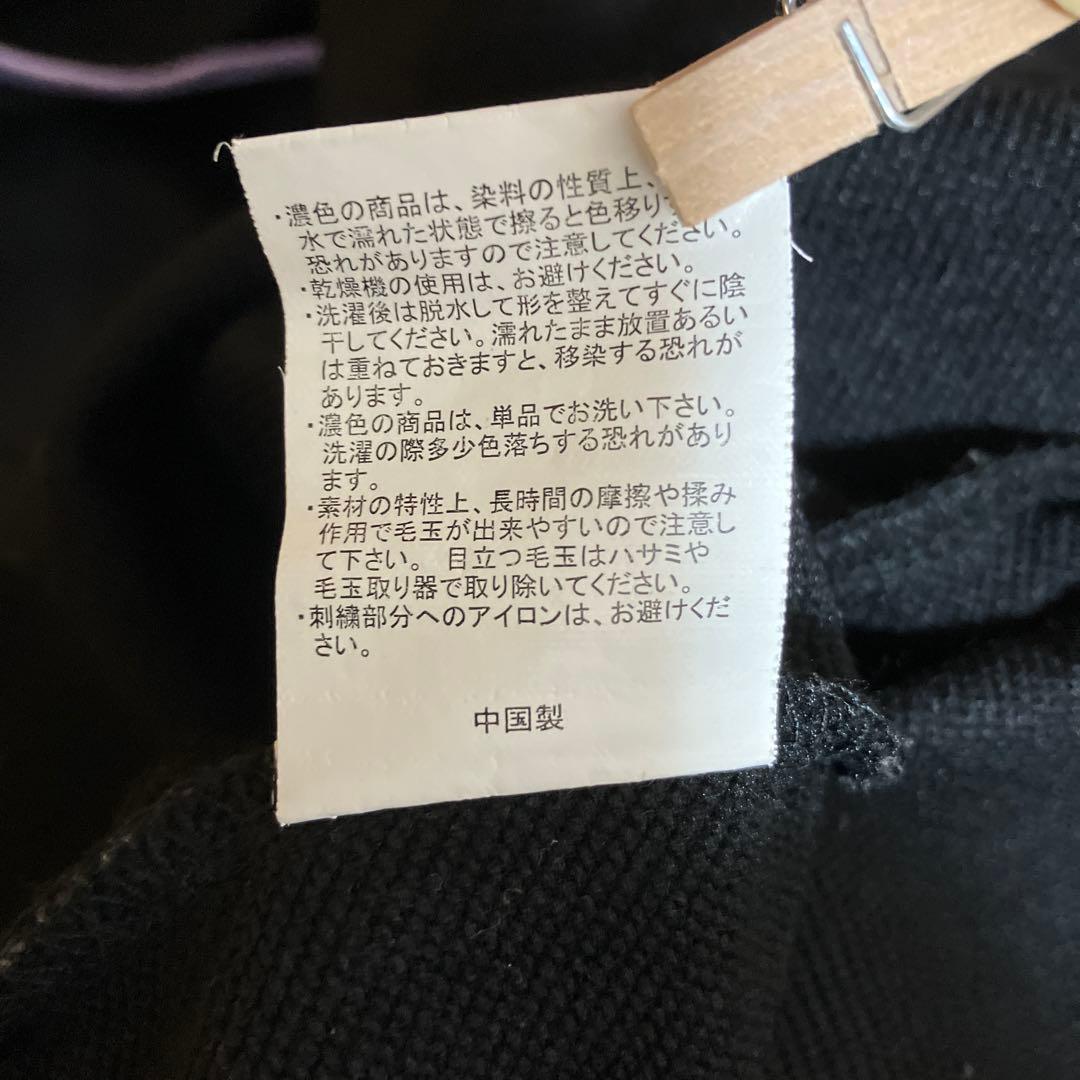 ・濃色の商品は、染料の性質上、
水で濡れた状態で擦ると色移り
恐れがありますので注意してください。
・乾燥機の使用は、お避けください。
・洗濯後は脱水して形を整えてすぐに陰
干してください。濡れたまま放置あるい
は重ねておきますと、移染する恐れが
あります。
・濃色の商品は、単品でお洗い下さい。
洗濯の際多少色落ちする恐れがあり
ます。
・素材の特性上、長時間の摩擦や揉み
作用で毛玉が出来やすいので注意し
て下さい。 目立つ毛玉はハサミや
毛玉取り器で取り除いてください。
・刺繍部分へのアイロンは、お避けくだ
さい。
中国製